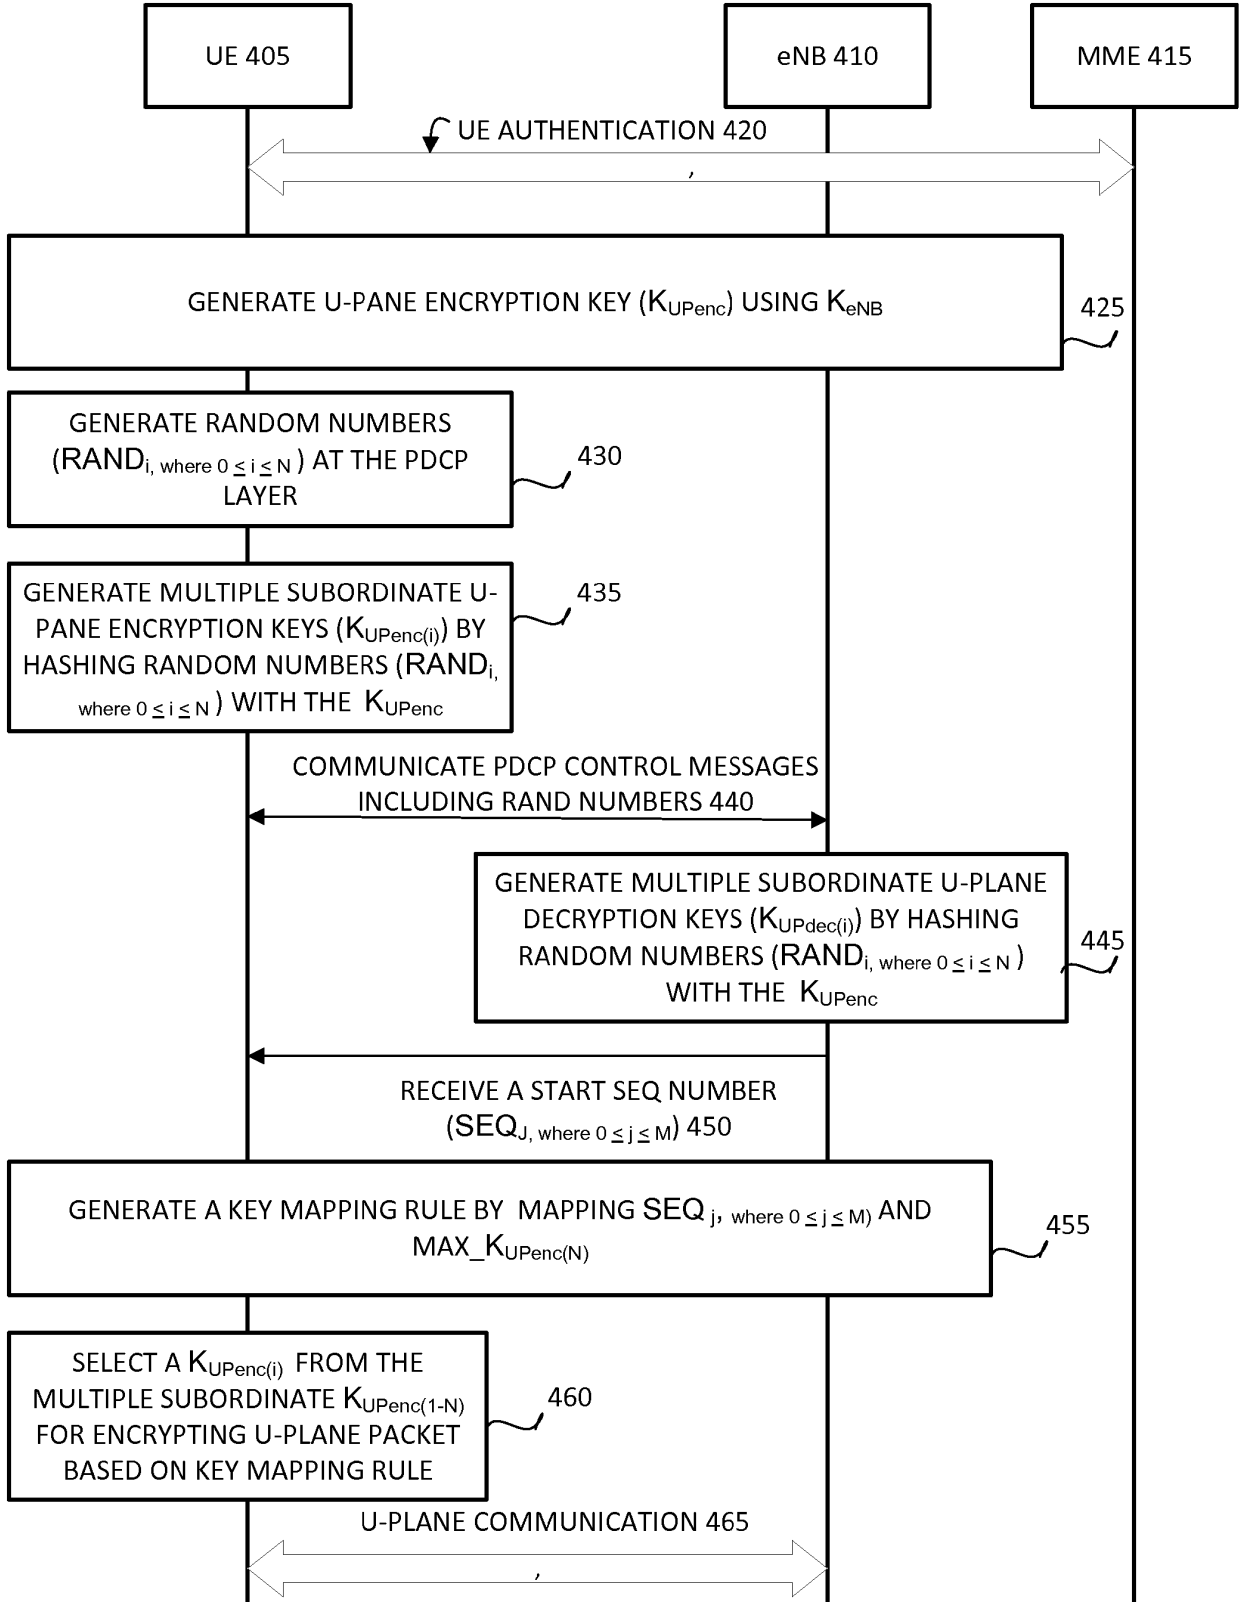 UE 405
eNB 410
MME 415
UE AUTHENTICATION 420
,
GENERATE U-PANE ENCRYPTION KEY (KUPenc) USING KeNB
425
GENERATE RANDOM NUMBERS
(RANDi, where 0 ≤ i ≤ N ) AT THE PDCP
LAYER
430
GENERATE MULTIPLE SUBORDINATE U-
PANE ENCRYPTION KEYS (KUPenc(i)) BY
HASHING RANDOM NUMBERS (RANDi,
where 0 ≤ i ≤ N ) WITH THE KUPenc
435
COMMUNICATE PDCP CONTROL MESSAGES
INCLUDING RAND NUMBERS 440
GENERATE MULTIPLE SUBORDINATE U-PLANE
DECRYPTION KEYS (KUPdec(i)) BY HASHING
RANDOM NUMBERS (RANDi, where 0 ≤ i ≤ N )
WITH THE KUPenc
445
RECEIVE A START SEQ NUMBER
(SEQJ, where 0 ≤ j ≤ M) 450
GENERATE A KEY MAPPING RULE BY MAPPING SEQ j, where 0 ≤ j ≤ M) AND
MAX_KUPenc(N)
455
SELECT A KUPenc(i) FROM THE
MULTIPLE SUBORDINATE KUPenc(1-N)
FOR ENCRYPTING U-PLANE PACKET
BASED ON KEY MAPPING RULE
460
U-PLANE COMMUNICATION 465
,